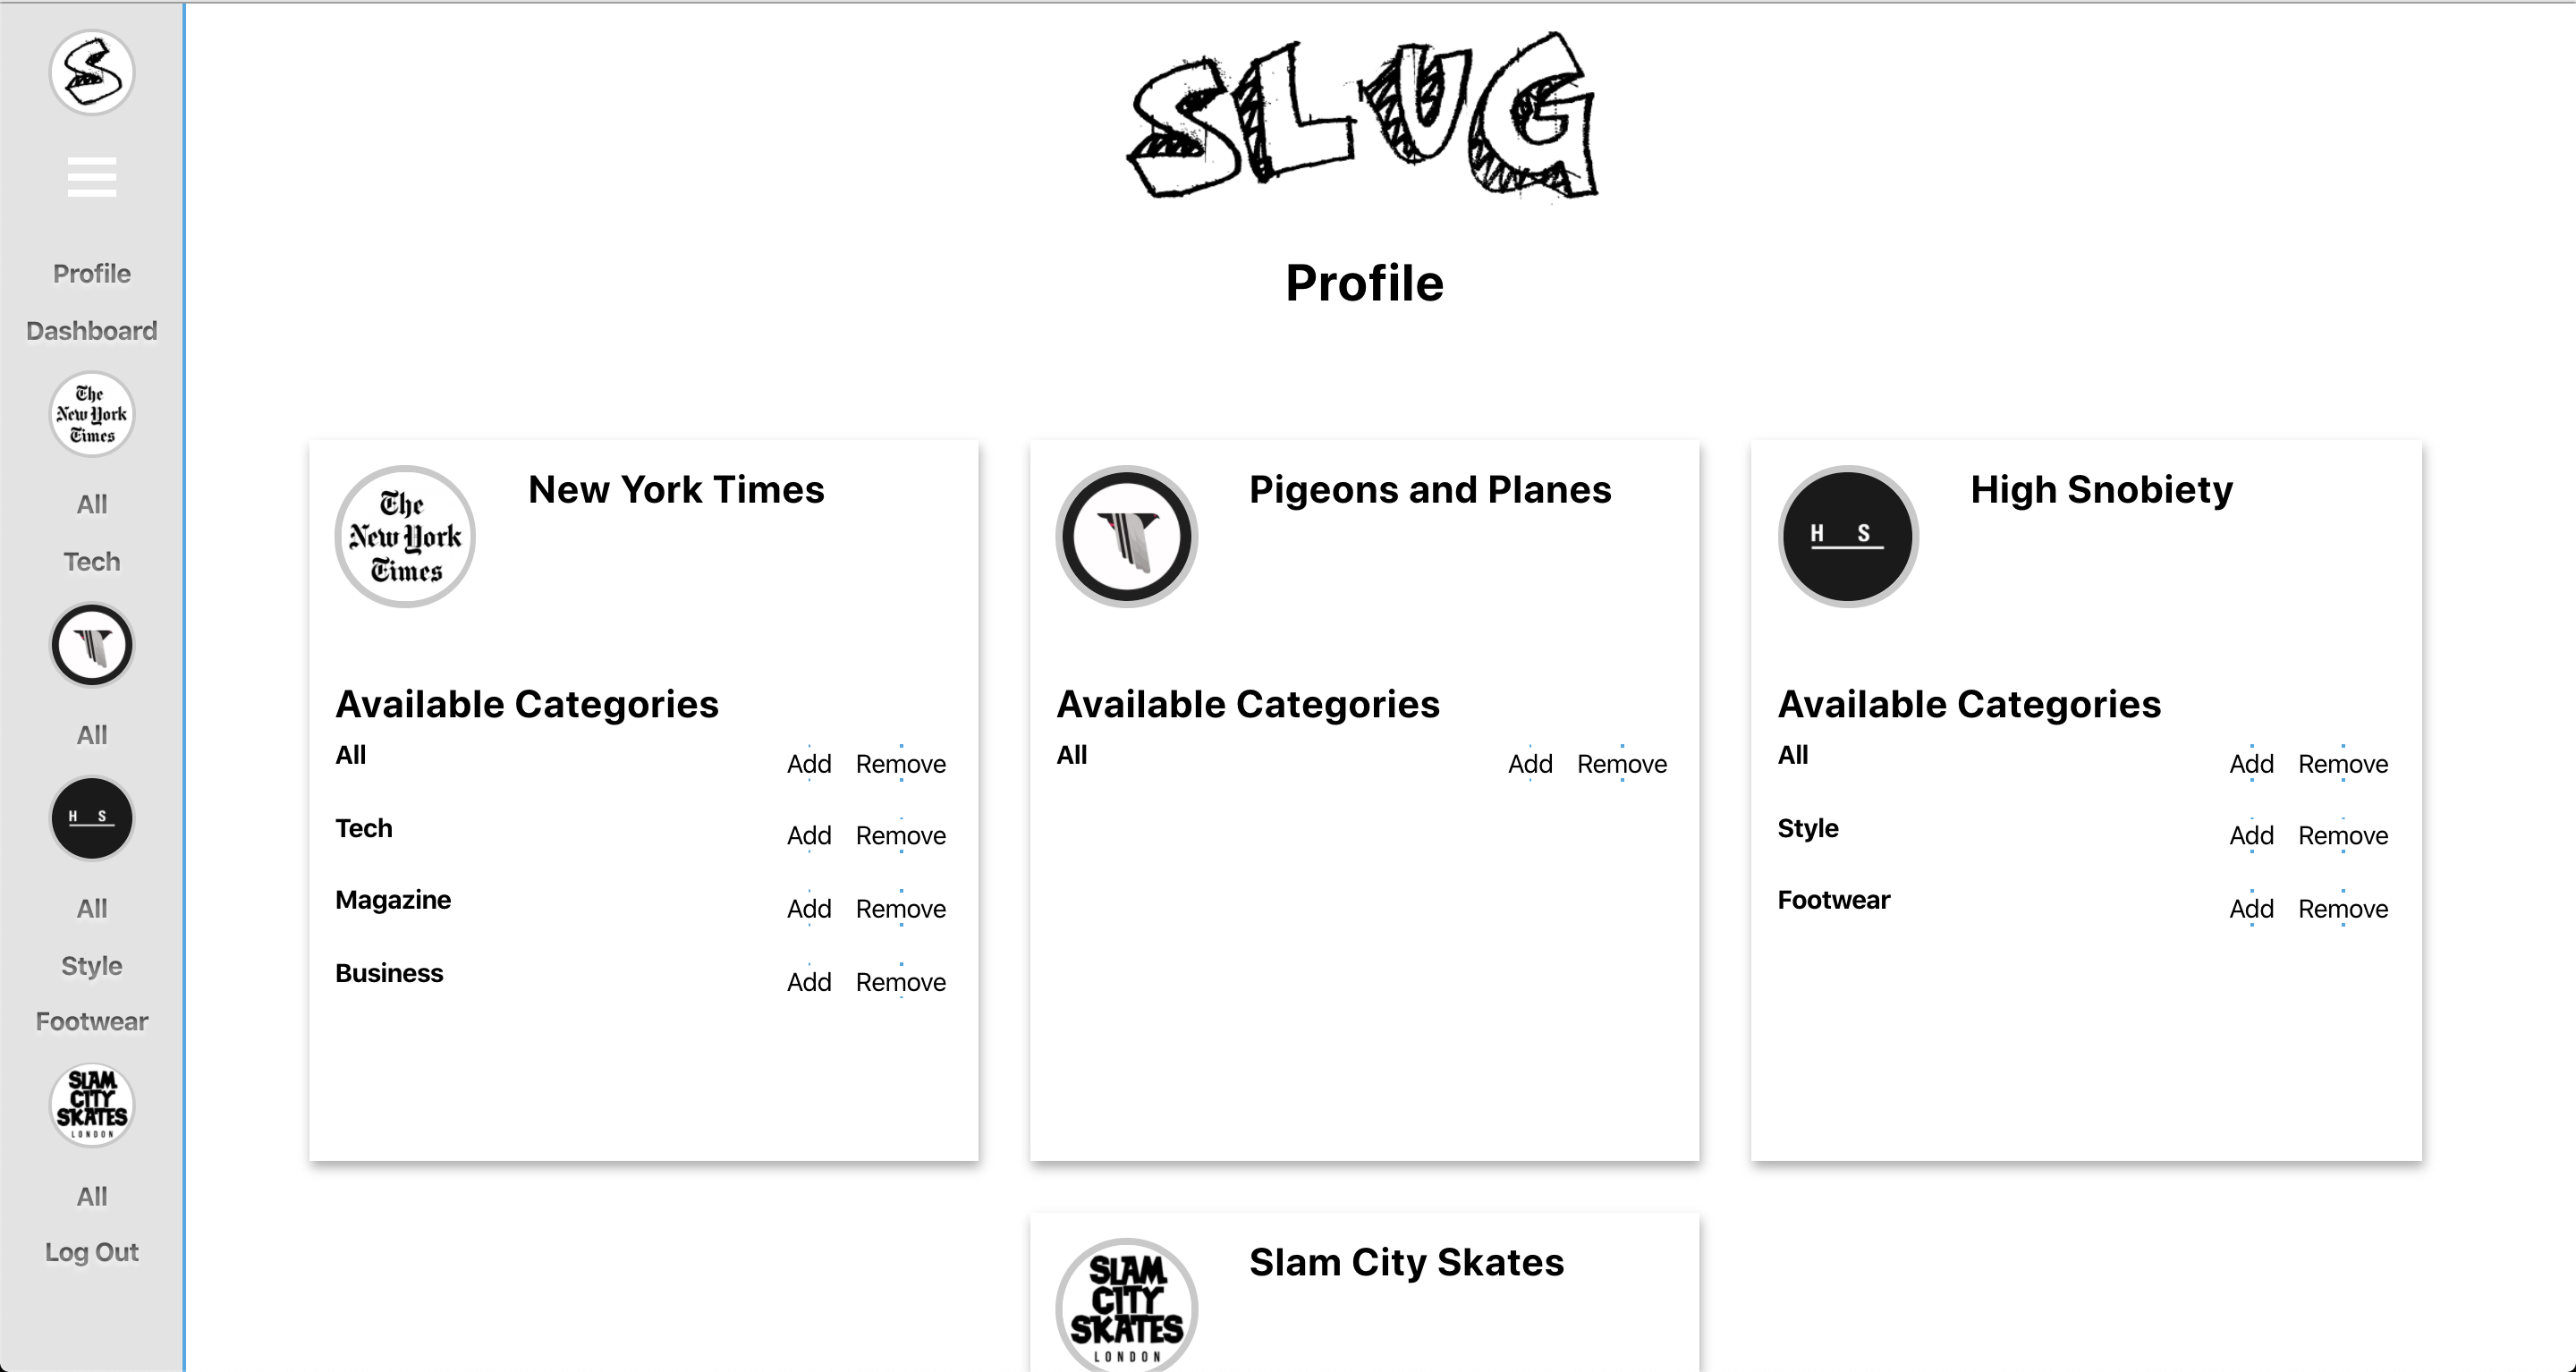 S
Profile
Dashboard
The
New York
Times
All
Tech
All
H S
All
Style
Footwear
SLAM
CITY
SKATES
LONDON
All
Log Out
SLUG
Profile
The
New York
Times
New York Times
Available Categories
All Add Remove
Tech Add Remove
Magazine Add Remove
Business Add Remove
Pigeons and Planes
Available Categories
All Add Remove
H S
High Snobiety
Available Categories
All Add Remove
Style Add Remove
Footwear Add Remove
SLAM
CITY
SKATES
LONDON
Slam City Skates